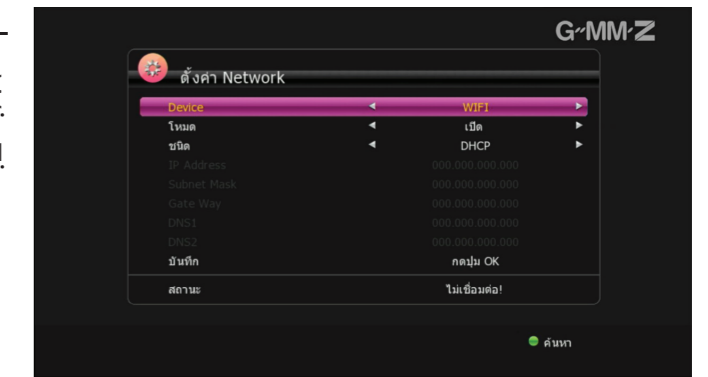 G-MM-Z
ตั้งค่า Network
Device ◄ WIFI ►
โหมด ◄ เปิด ►
ชนิด ◄ DHCP ►
IP Address 000.000.000.000
Subnet Mask 000.000.000.000
Gate Way 000.000.000.000
DNS1 000.000.000.000
DNS2 000.000.000.000
บันทึก กดปุ่ม OK
สถานะ ไม่เชื่อมต่อ!
ค้นหา